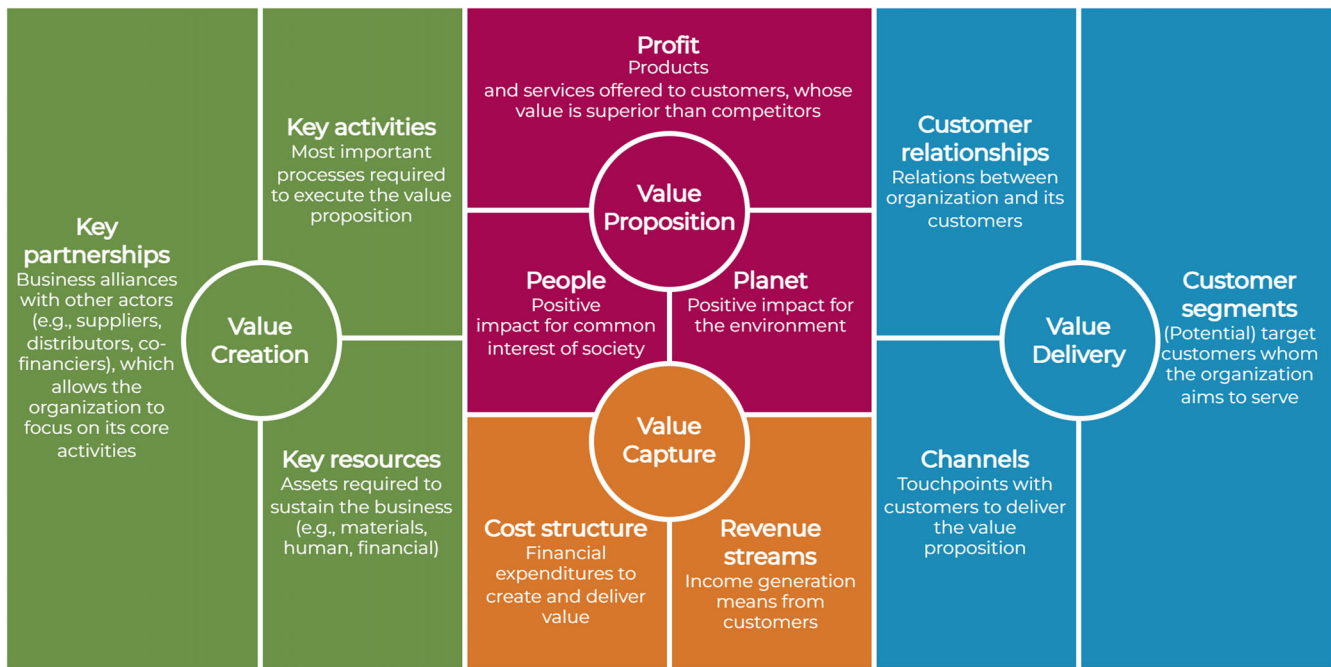 Key
partnerships
Business alliances
with other actors
(e.g., suppliers,
distributors, co-
financiers), which
allows the
organization to
focus on its core
activities
Key activities
Most important
processes required
to execute the value
proposition
Value
Creation
Key resources
Assets required to
sustain the business
(e.g., materials,
human, financial)
Profit
Products
and services offered to customers, whose
value is superior than competitors
Value
Proposition
People
Positive
impact for common
interest of society
Planet
Positive impact for
the environment
Value
Capture
Cost structure
Financial
expenditures to
create and deliver
value
Revenue
streams
Income generation
means from
customers
Customer
relationships
Relations between
organization and its
customers
Value
Delivery
Channels
Touchpoints with
customers to deliver
the value
proposition
Customer
segments
(Potential) target
customers whom
the organization
aims to serve